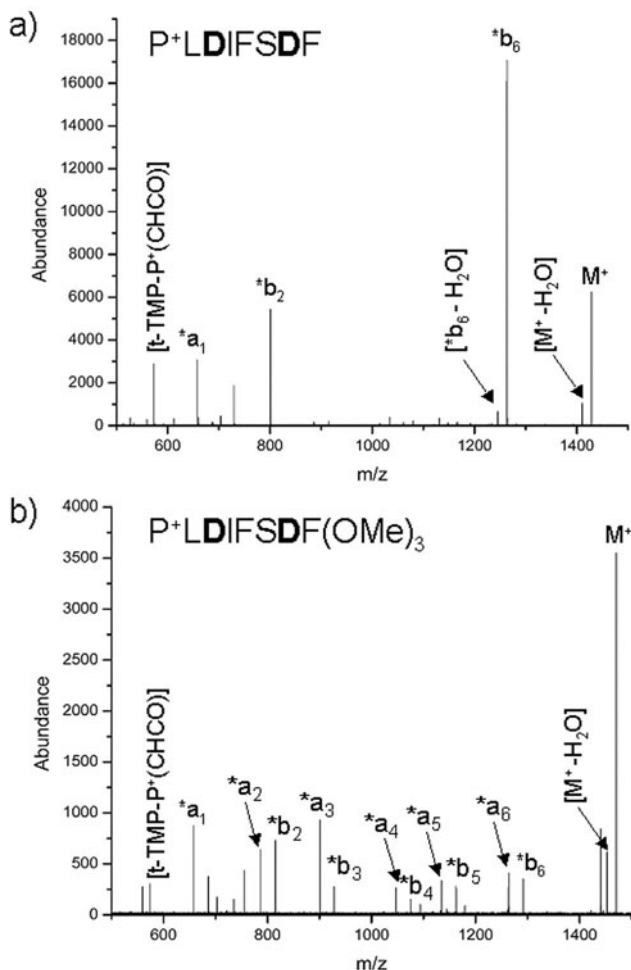 a)
P⁺LDIFSDF
18000
16000
14000
12000
10000
8000
6000
4000
2000
0
Abundance
[t-TMP-P⁺(CHCO)]
*a₁
*b₂
[*b₆ - H₂O]
*b₆
[M⁺-H₂O]
M⁺
600
800
1000
1200
1400
m/z
b)
P⁺LDIFSDF(OMe)₃
4000
3500
3000
2500
2000
1500
1000
500
0
Abundance
[t-TMP-P⁺(CHCO)]
*a₁
*a₂
*b₂
*a₃
*b₃
*a₄
*b₄
*a₅
*b₅
*a₆
*b₆
[M⁺-H₂O]
M⁺
400
600
800
1000
1200
1400
m/z